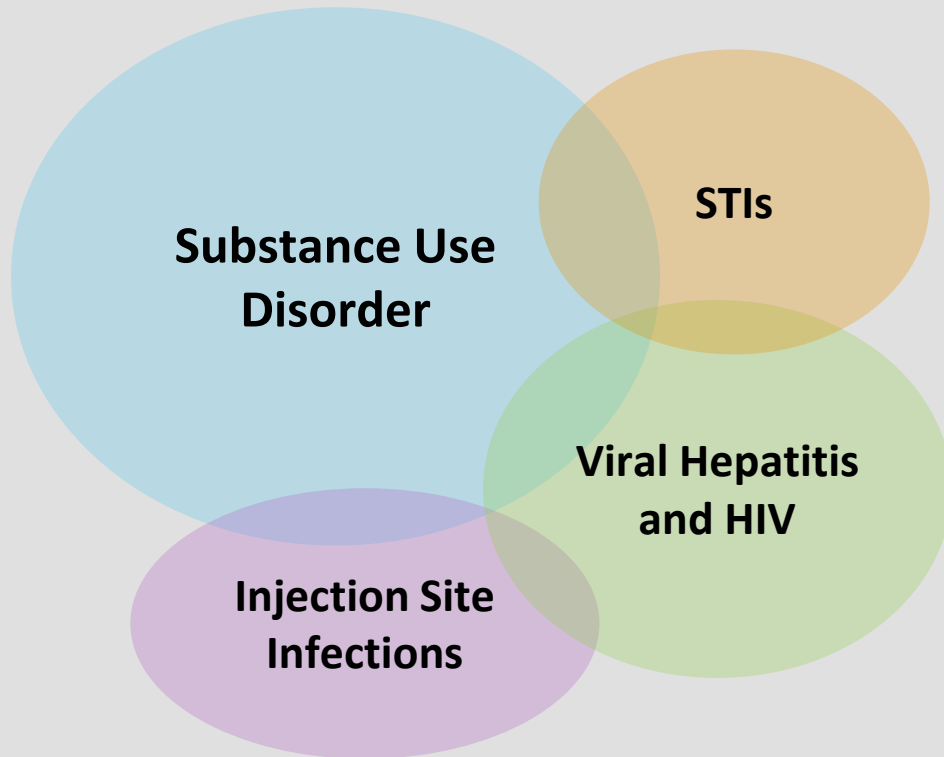 Substance Use
Disorder
STIs
Viral Hepatitis
and HIV
Injection Site
Infections